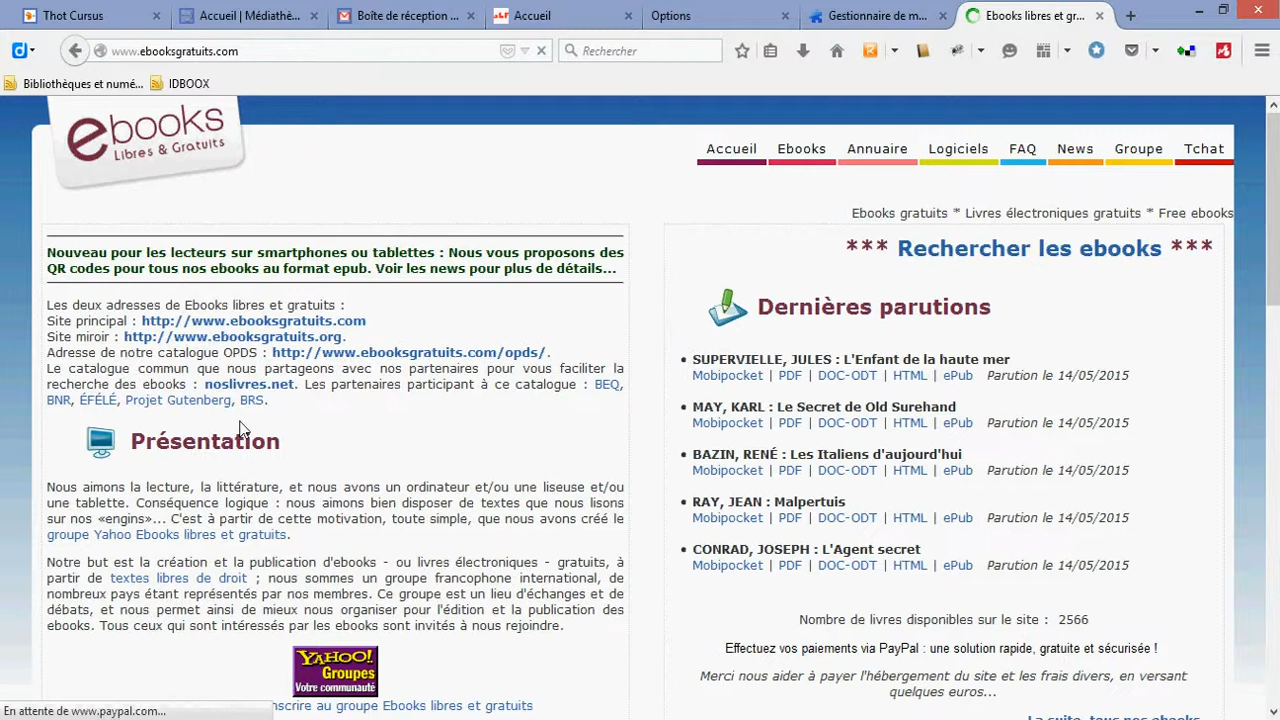 Thot Cursus
Accueil | Médiathè...
Boîte de réception ...
Accueil
Options
Gestionnaire de m...
Ebooks libres et gr...
www.ebooksgratuits.com
Rechercher
Bibliothèques et numé...
IDBOOX
ebooks
Libres & Gratuits
Accueil Ebooks Annuaire Logiciels FAQ News Groupe Tchat
Ebooks gratuits * Livres électroniques gratuits * Free ebooks
Nouveau pour les lecteurs sur smartphones ou tablettes : Nous vous proposons des
QR codes pour tous nos ebooks au format epub. Voir les news pour plus de détails...
Les deux adresses de Ebooks libres et gratuits :
Site principal : http://www.ebooksgratuits.com
Site miroir : http://www.ebooksgratuits.org.
Adresse de notre catalogue OPDS : http://www.ebooksgratuits.com/opds/.
Le catalogue commun que nous partageons avec nos partenaires pour vous faciliter la
recherche des ebooks : noslivres.net. Les partenaires participant à ce catalogue : BEQ,
BNR, ÉFÉLÉ, Projet Gutenberg, BRS.
Présentation
Nous aimons la lecture, la littérature, et nous avons un ordinateur et/ou une liseuse et/ou
une tablette. Conséquence logique : nous aimons bien disposer de textes que nous lisons
sur nos «engins»... C'est à partir de cette motivation, toute simple, que nous avons créé le
groupe Yahoo Ebooks libres et gratuits.
Notre but est la création et la publication d'ebooks - ou livres électroniques - gratuits, à
partir de textes libres de droit ; nous sommes un groupe francophone international, de
nombreux pays étant représentés par nos membres. Ce groupe est un lieu d'échanges et de
débats, et nous permet ainsi de mieux nous organiser pour l'édition et la publication des
ebooks. Tous ceux qui sont intéressés par les ebooks sont invités à nous rejoindre.
YAHOO!
Groupes
Votre communauté
nscrire au groupe Ebooks libres et gratuits
*** Rechercher les ebooks ***
Dernières parutions
• SUPERVIELLE, JULES : L'Enfant de la haute mer
Mobipocket | PDF | DOC-ODT | HTML | ePub Parution le 14/05/2015
• MAY, KARL : Le Secret de Old Surehand
Mobipocket | PDF | DOC-ODT | HTML | ePub Parution le 14/05/2015
• BAZIN, RENÉ : Les Italiens d'aujourd'hui
Mobipocket | PDF | DOC-ODT | HTML | ePub Parution le 14/05/2015
• RAY, JEAN : Malpertuis
Mobipocket | PDF | DOC-ODT | HTML | ePub Parution le 14/05/2015
• CONRAD, JOSEPH : L'Agent secret
Mobipocket | PDF | DOC-ODT | HTML | ePub Parution le 14/05/2015
Nombre de livres disponibles sur le site : 2566
Effectuez vos paiements via PayPal : une solution rapide, gratuite et sécurisée !
Merci nous aider à payer l'hébergement du site et les frais divers, en versant
quelques euros...
La suite, tous nos ebooks
En attente de www.paypal.com...